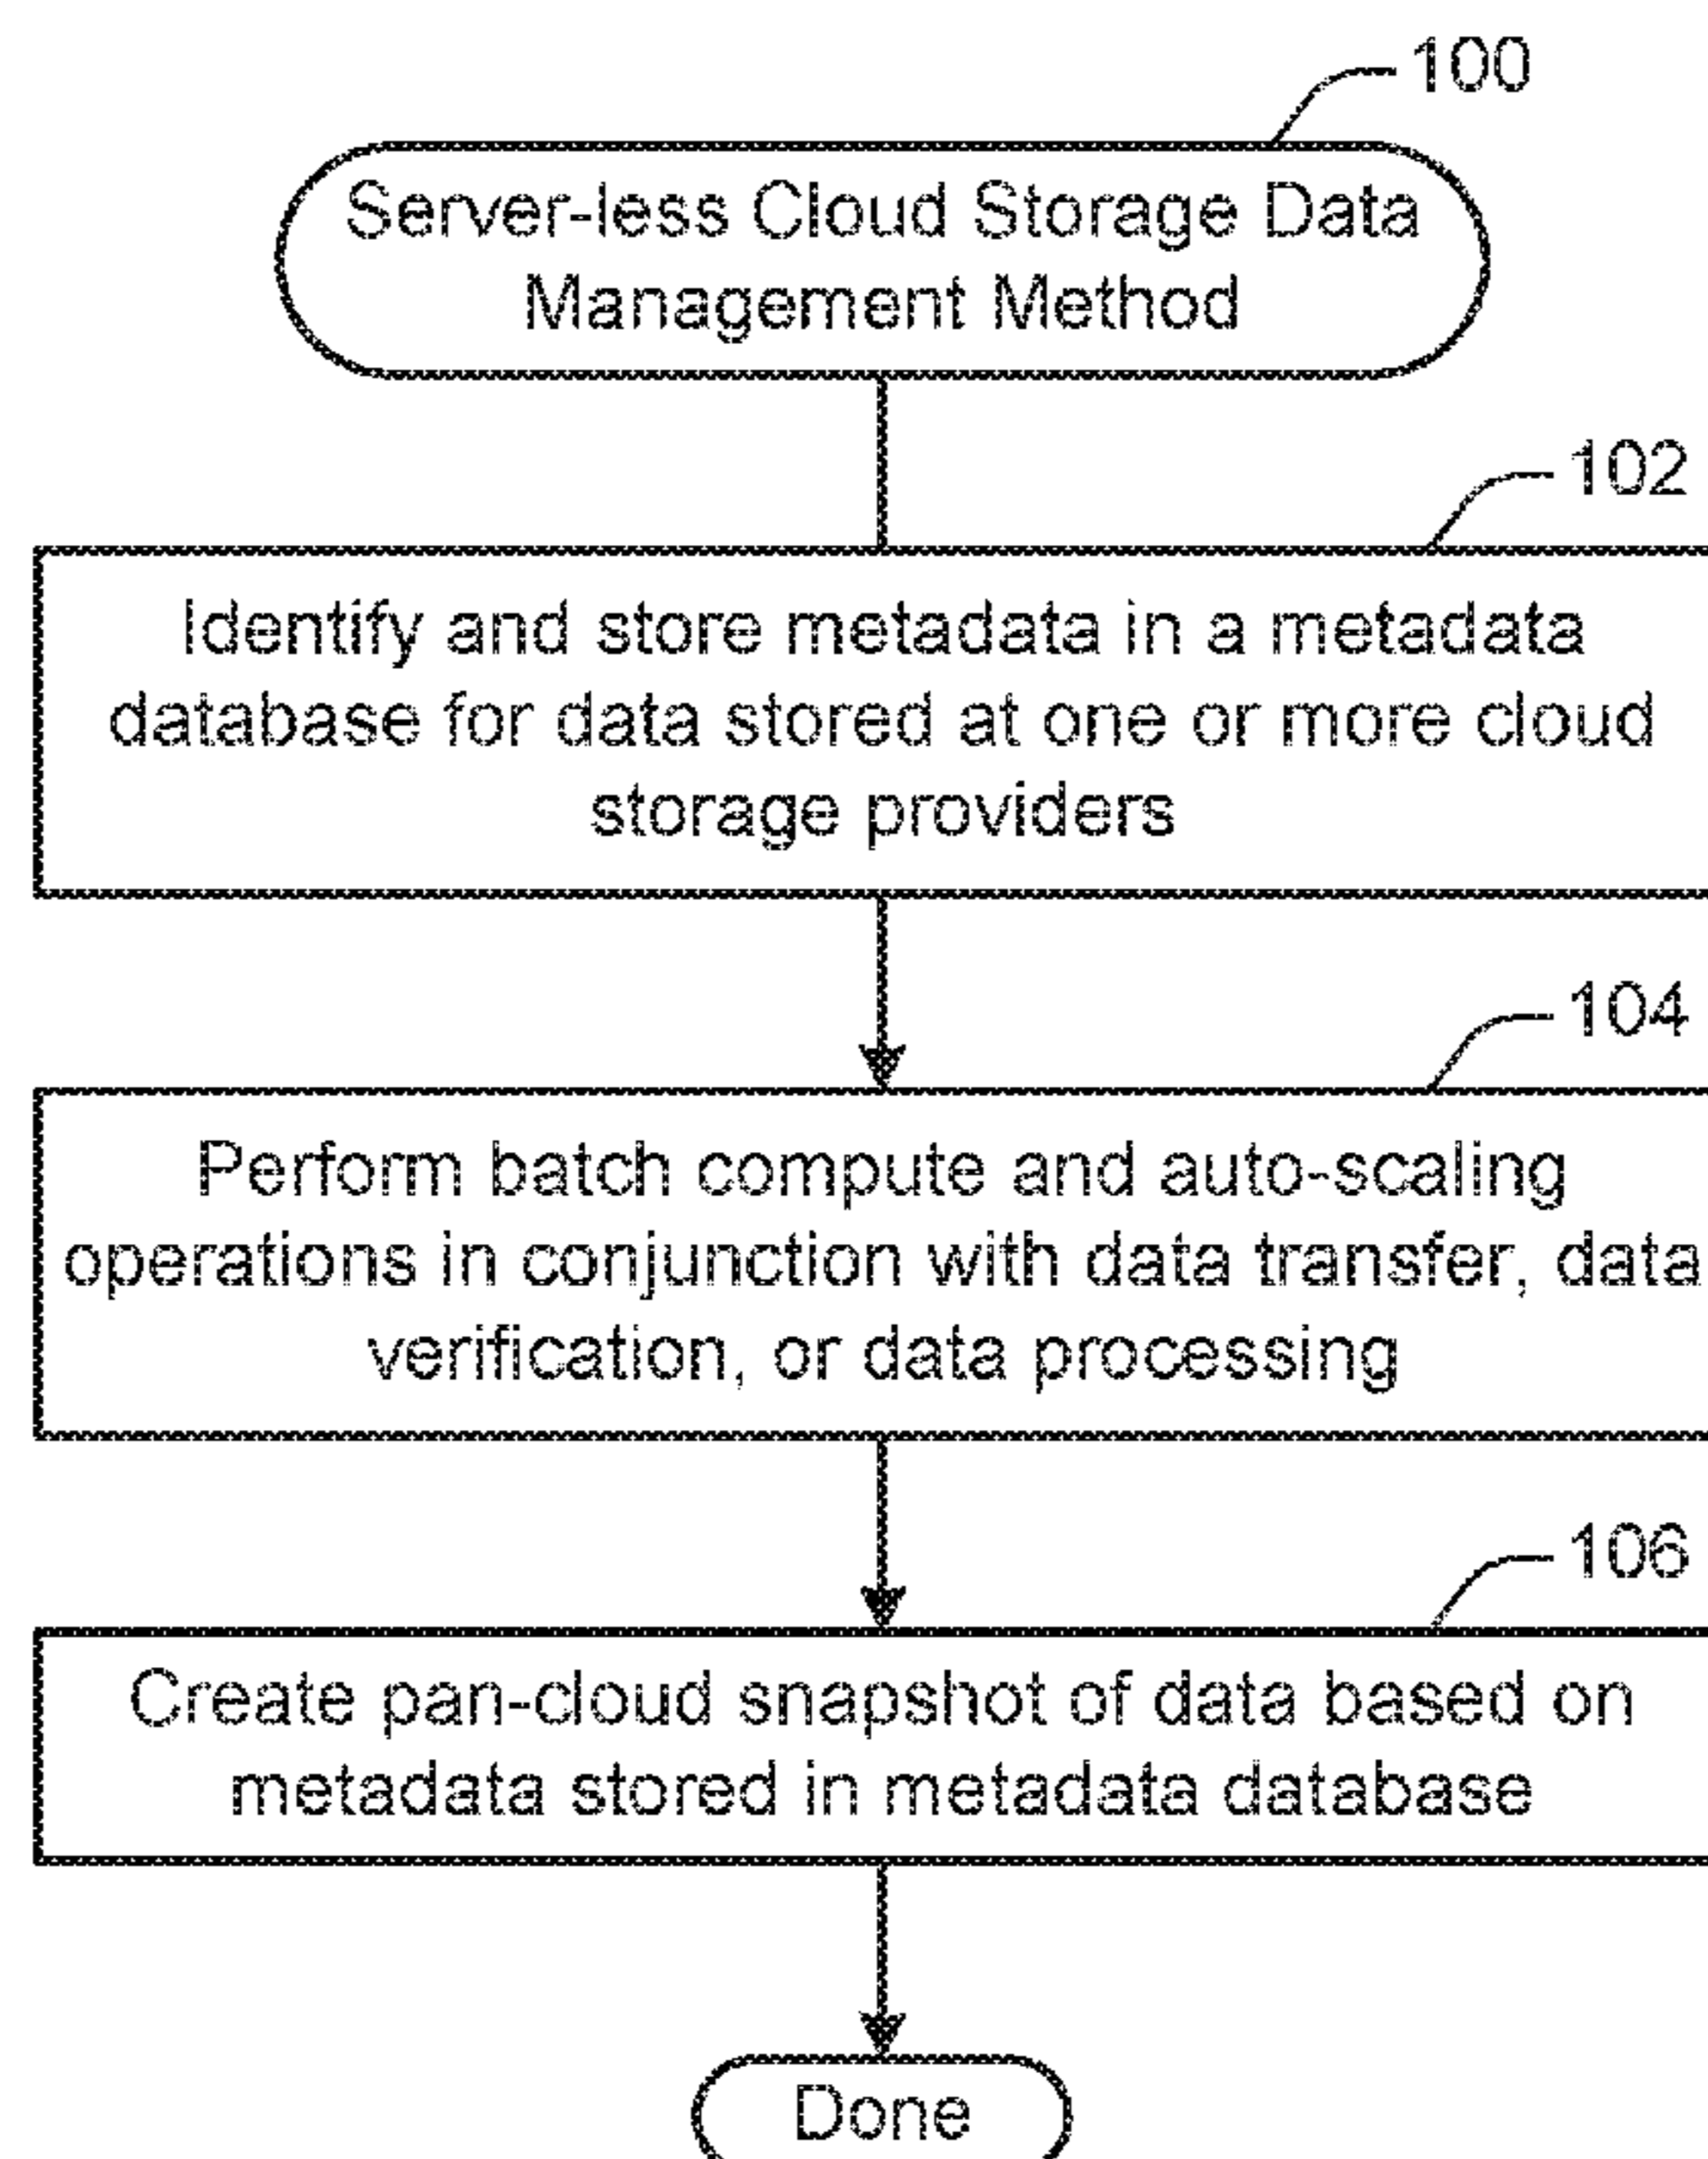 100
Server-less Cloud Storage Data
Management Method
102
Identify and store metadata in a metadata
database for data stored at one or more cloud
storage providers
104
Perform batch compute and auto-scaling
operations in conjunction with data transfer, data
verification, or data processing
106
Create pan-cloud snapshot of data based on
metadata stored in metadata database
Done